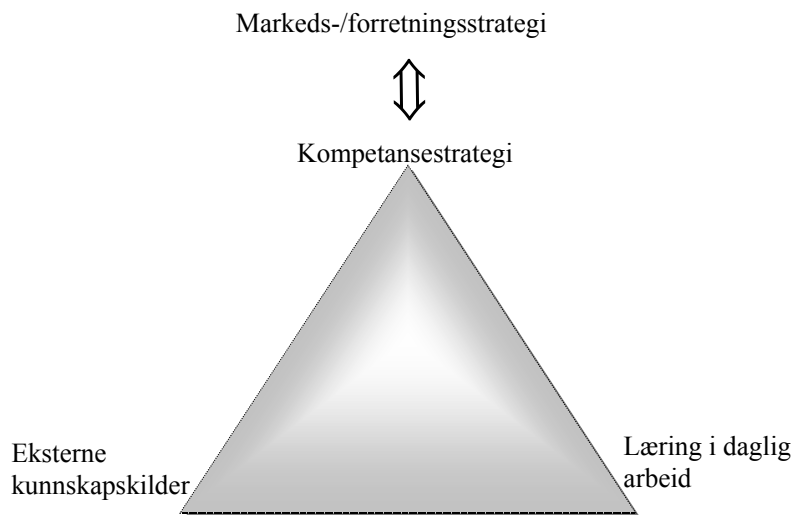 Markeds-/forretningsstrategi
Kompetansestrategi
Eksterne
kunnskapskilder
Læring i daglig
arbeid